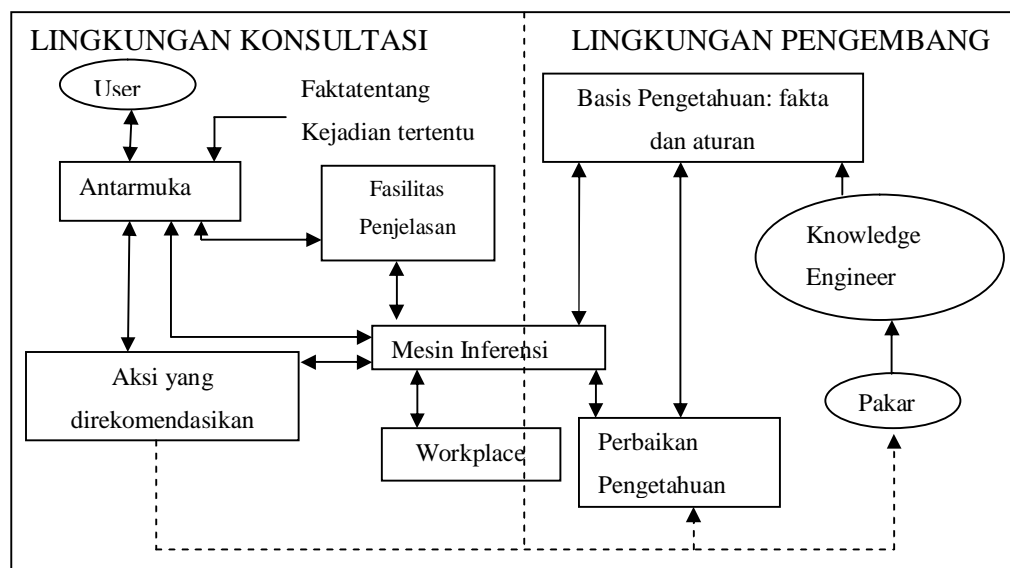 LINGKUNGAN KONSULTASI
LINGKUNGAN PENGEMBANG
User
Faktatentang
Kejadian tertentu
Basis Pengetahuan: fakta
dan aturan
Antarmuka
Fasilitas
Penjelasan
Knowledge
Engineer
Mesin Inferensi
Aksi yang
direkomendasikan
Pakar
Workplace
Perbaikan
Pengetahuan